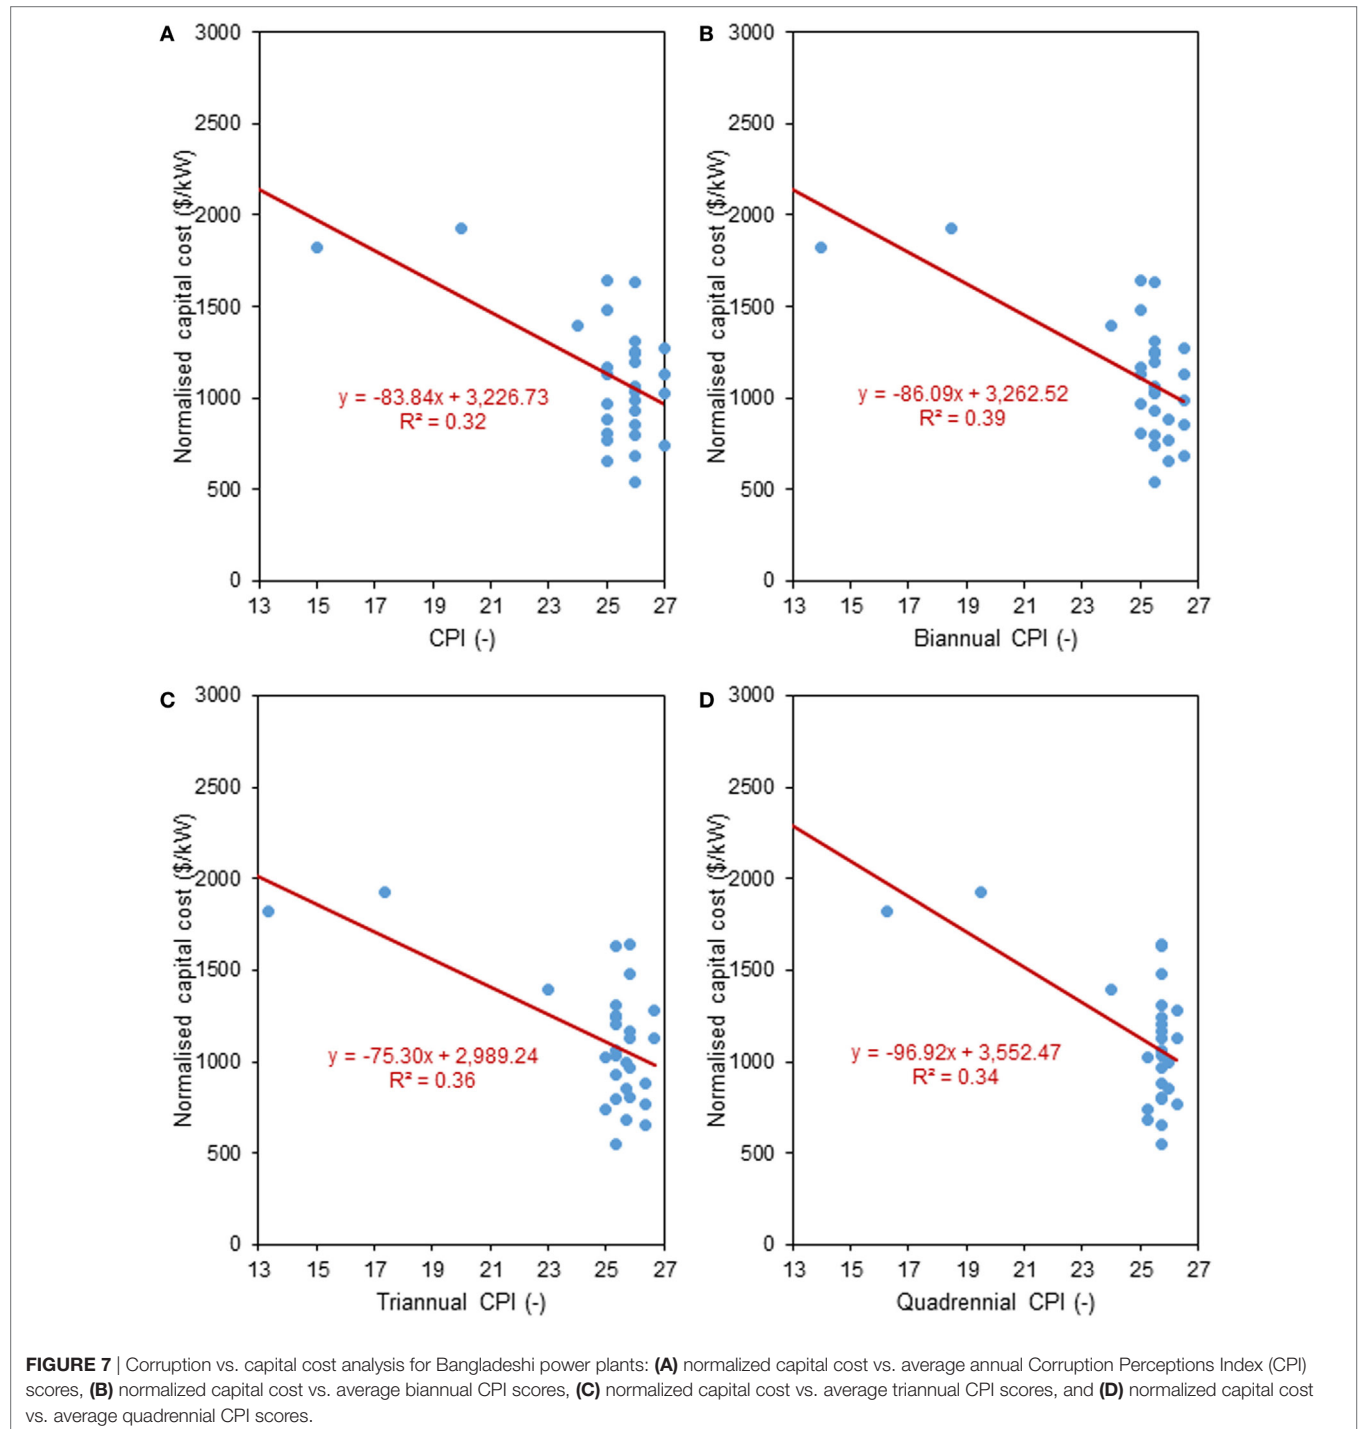 A
3000
2500
2000
1500
1000
500
0
Normalised capital cost ($/kW)
y = -83.84x + 3,226.73
R² = 0.32
13 15 17 19 21 23 25 27
CPI (-)
B
3000
2500
2000
1500
1000
500
0
Normalised capital cost ($/kW)
y = -86.09x + 3,262.52
R² = 0.39
13 15 17 19 21 23 25 27
Biannual CPI (-)
C
3000
2500
2000
1500
1000
500
0
Normalised capital cost ($/kW)
y = -75.30x + 2,989.24
R² = 0.36
13 15 17 19 21 23 25 27
Triannual CPI (-)
D
3000
2500
2000
1500
1000
500
0
Normalised capital cost ($/kW)
y = -96.92x + 3,552.47
R² = 0.34
13 15 17 19 21 23 25 27
Quadrennial CPI (-)
FIGURE 7 | Corruption vs. capital cost analysis for Bangladeshi power plants: (A) normalized capital cost vs. average annual Corruption Perceptions Index (CPI)
scores, (B) normalized capital cost vs. average biannual CPI scores, (C) normalized capital cost vs. average triannual CPI scores, and (D) normalized capital cost
vs. average quadrennial CPI scores.